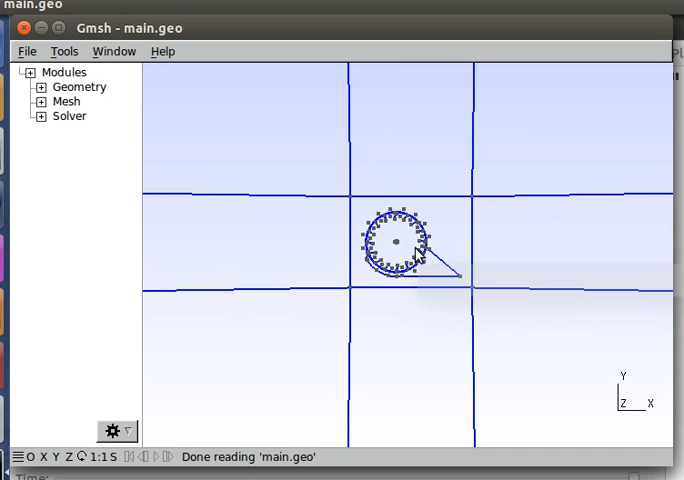 main.geo
Gmsh - main.geo
File Tools Window Help
Modules
Geometry
Mesh
Solver
Y
Z X
O X Y Z 1:1 S Done reading 'main.geo'
Time: